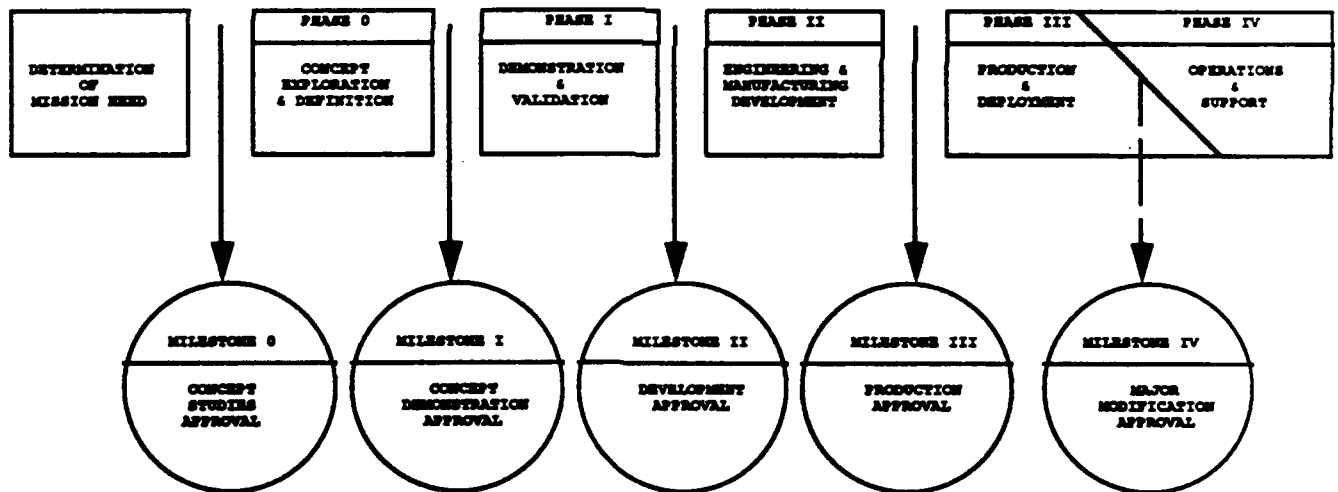 DETERMINATION
OF
MISSION NEED
PHASE 0
CONCEPT
EXPLORATION
& DEFINITION
PHASE I
DEMONSTRATION
&
VALIDATION
PHASE II
ENGINEERING &
MANUFACTURING
DEVELOPMENT
PHASE III
PRODUCTION
&
DEPLOYMENT
PHASE IV
OPERATIONS
&
SUPPORT
MILESTONE 0
CONCEPT
STUDIES
APPROVAL
MILESTONE I
CONCEPT
DEMONSTRATION
APPROVAL
MILESTONE II
DEVELOPMENT
APPROVAL
MILESTONE III
PRODUCTION
APPROVAL
MILESTONE IV
MAJOR
MODIFICATION
APPROVAL